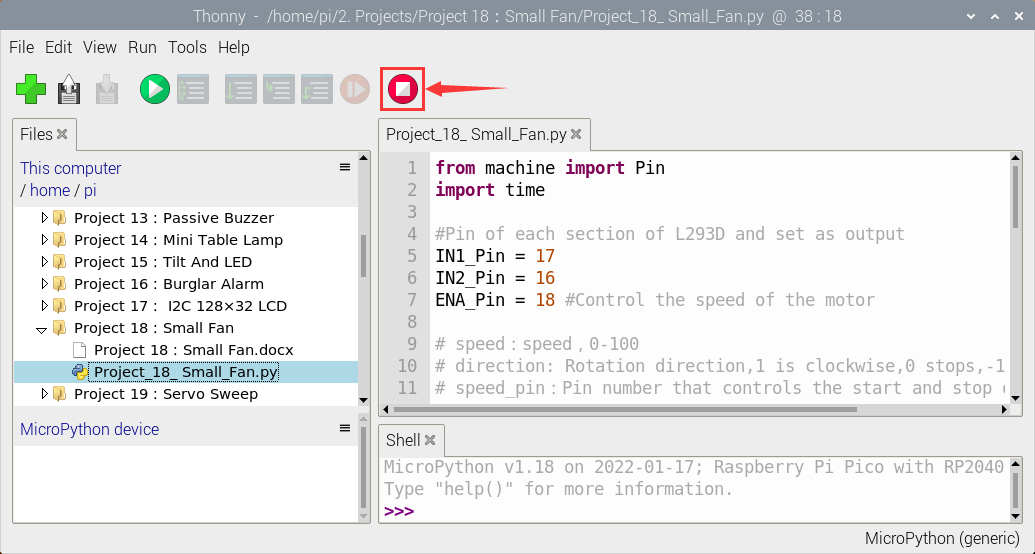 Thonny - /home/pi/2. Projects/Project 18 : Small Fan/Project_18_ Small_Fan.py @ 38 : 18
File Edit View Run Tools Help
Files
This computer
/ home / pi
Project 13 : Passive Buzzer
Project 14 : Mini Table Lamp
Project 15 : Tilt And LED
Project 16 : Burglar Alarm
Project 17 : I2C 128×32 LCD
Project 18 : Small Fan
Project 18 : Small Fan.docx
Project_18_ Small_Fan.py
Project 19 : Servo Sweep
MicroPython device
Project_18_ Small_Fan.py
1 from machine import Pin
2 import time
3
4 #Pin of each section of L293D and set as output
5 IN1_Pin = 17
6 IN2_Pin = 16
7 ENA_Pin = 18 #Control the speed of the motor
8
9 # speed : speed , 0-100
10 # direction: Rotation direction,1 is clockwise,0 stops,-1
11 # speed_pin : Pin number that controls the start and stop
Shell
MicroPython v1.18 on 2022-01-17; Raspberry Pi Pico with RP2040
Type "help()" for more information.
>>>
MicroPython (generic)